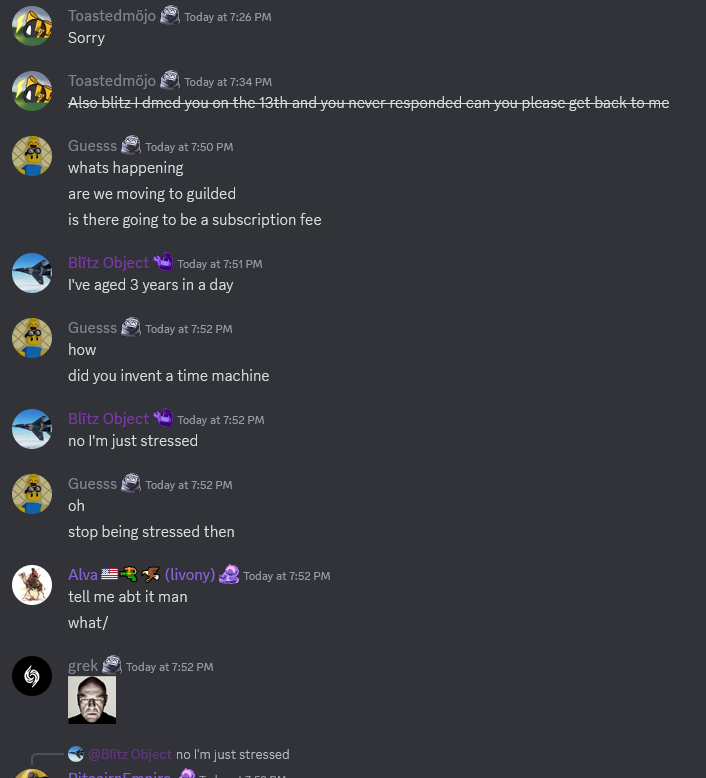 Toastedmöjo Today at 7:26 PM
Sorry
Toastedmöjo Today at 7:34 PM
Also blitz I dmed you on the 13th and you never responded can you please get back to me
Guesss Today at 7:50 PM
whats happening
are we moving to guilded
is there going to be a subscription fee
Blïtz Object Today at 7:51 PM
I've aged 3 years in a day
Guesss Today at 7:52 PM
how
did you invent a time machine
Blïtz Object Today at 7:52 PM
no I'm just stressed
Guesss Today at 7:52 PM
oh
stop being stressed then
Alva (livony) Today at 7:52 PM
tell me abt it man
what/
grek Today at 7:52 PM
@Blïtz Object no I'm just stressed